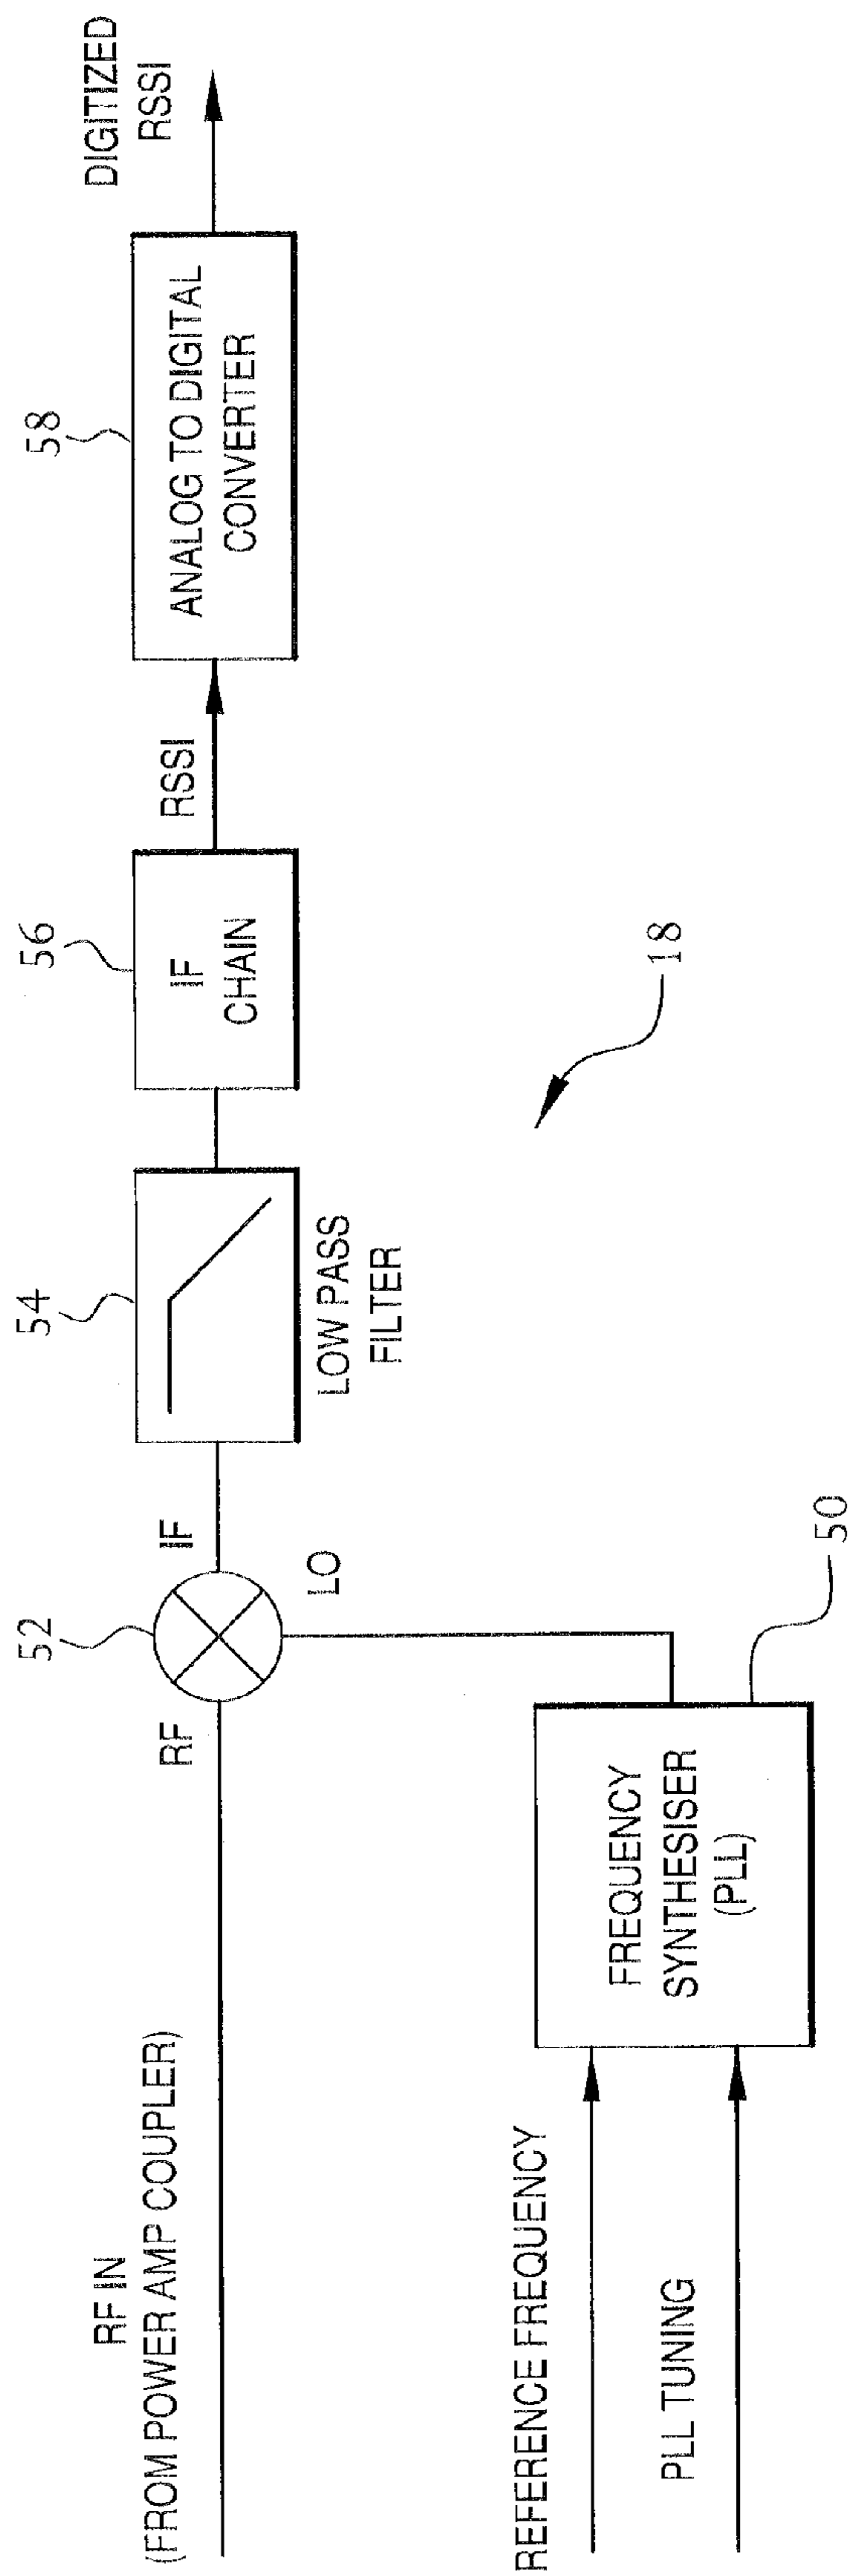 RF IN
(FROM POWER AMP COUPLER)
RF
52
IF
LO
54
LOW PASS
FILTER
56
IF
CHAIN
RSSI
58
ANALOG TO DIGITAL
CONVERTER
DIGITIZED
RSSI
REFERENCE FREQUENCY
PLL TUNING
FREQUENCY
SYNTHESISER
(PLL)
50
18